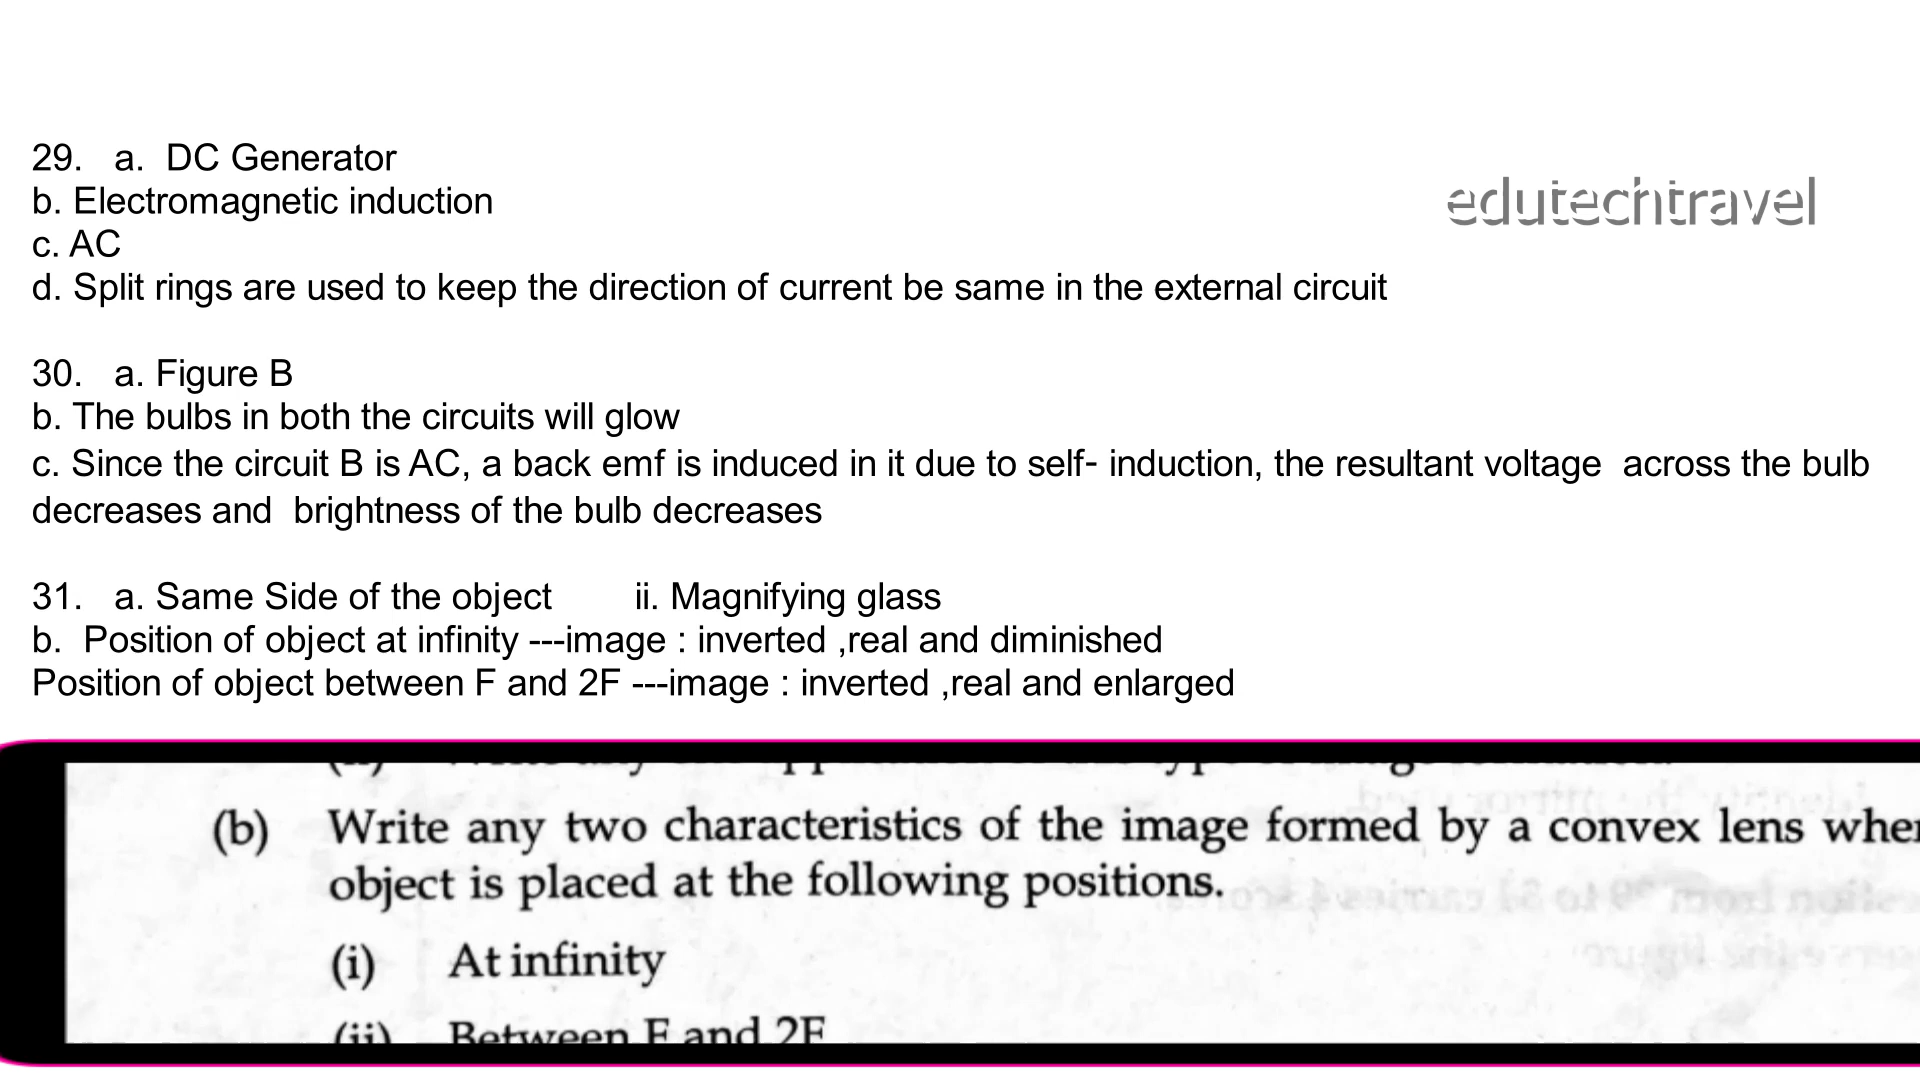 29. a. DC Generator
b. Electromagnetic induction
edutechtravel
c. AC
d. Split rings are used to keep the direction of current be same in the external circuit
30. a. Figure B
b. The bulbs in both the circuits will glow
c. Since the circuit B is AC, a back emf is induced in it due to self- induction, the resultant voltage across the bulb
decreases and brightness of the bulb decreases
31. a. Same Side of the object ii. Magnifying glass
b. Position of object at infinity ---image : inverted ,real and diminished
Position of object between F and 2F ---image : inverted ,real and enlarged
(b) Write any two characteristics of the image formed by a convex lens
object is placed at the following positions.
(i) At infinity
(ii) Between F and 2F